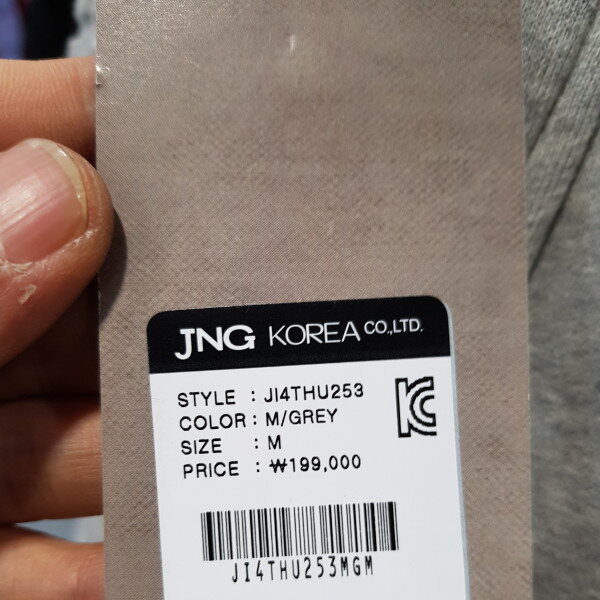 JNG KOREA CO.,LTD.
STYLE : JI4THU253
COLOR : M/GREY
SIZE : M
PRICE : ₩199,000
JI4THU253MGM